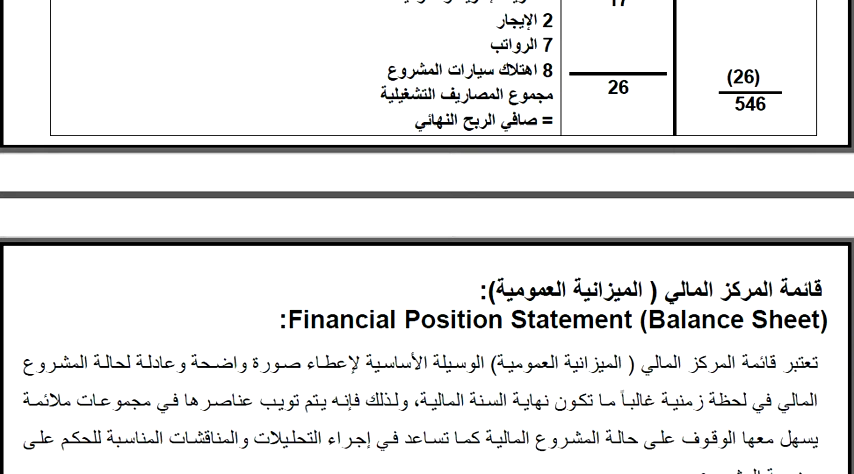 17
2 الإيجار
7 الرواتب
8 اهتلاك سيارات المشروع
مجموع المصاريف التشغيلية 26 (26)
= صافي الربح النهائي 546
قائمة المركز المالي ( الميزانية العمومية):
Financial Position Statement (Balance Sheet):
تعتبر قائمة المركز المالي ( الميزانية العمومية) الوسيلة الأساسية لإعطاء صورة واضحة وعادلة لحالة المشروع
المالي في لحظة زمنية غالباً ما تكون نهاية السنة المالية، ولذلك فإنه يتم تويب عناصرها في مجموعات ملائمة
يسهل معها الوقوف على حالة المشروع المالية كما تساعد في إجراء التحليلات والمناقشات المناسبة للحكم على